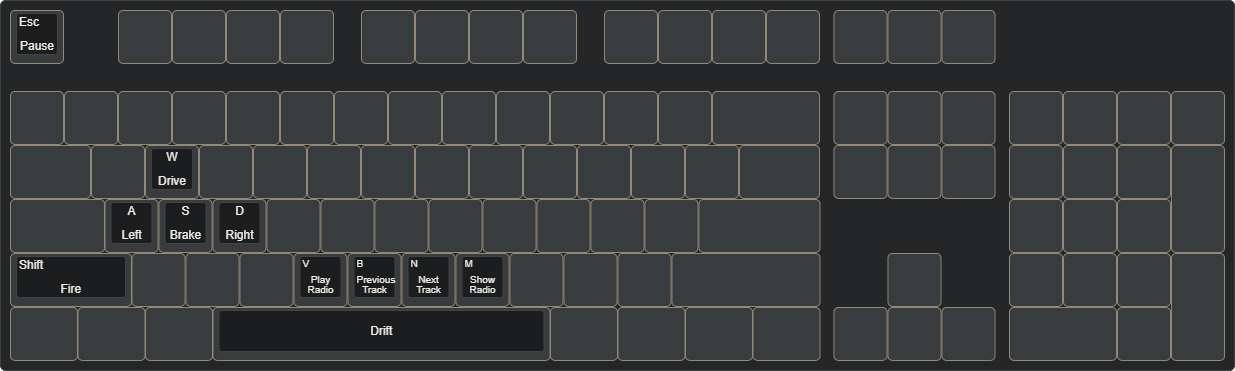 Esc
Pause
W
Drive
A
Left
S
Brake
D
Right
Shift
Fire
V
Play
Radio
B
Previous
Track
N
Next
Track
M
Show
Radio
Drift